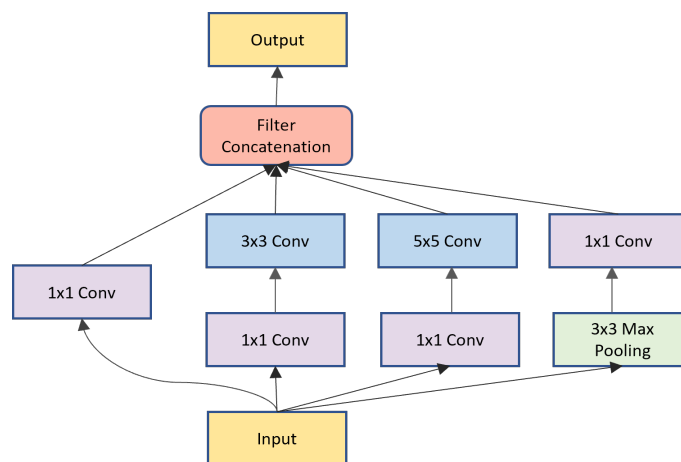 Output
Filter
Concatenation
3x3 Conv
5x5 Conv
1x1 Conv
1x1 Conv
1x1 Conv
1x1 Conv
3x3 Max
Pooling
Input